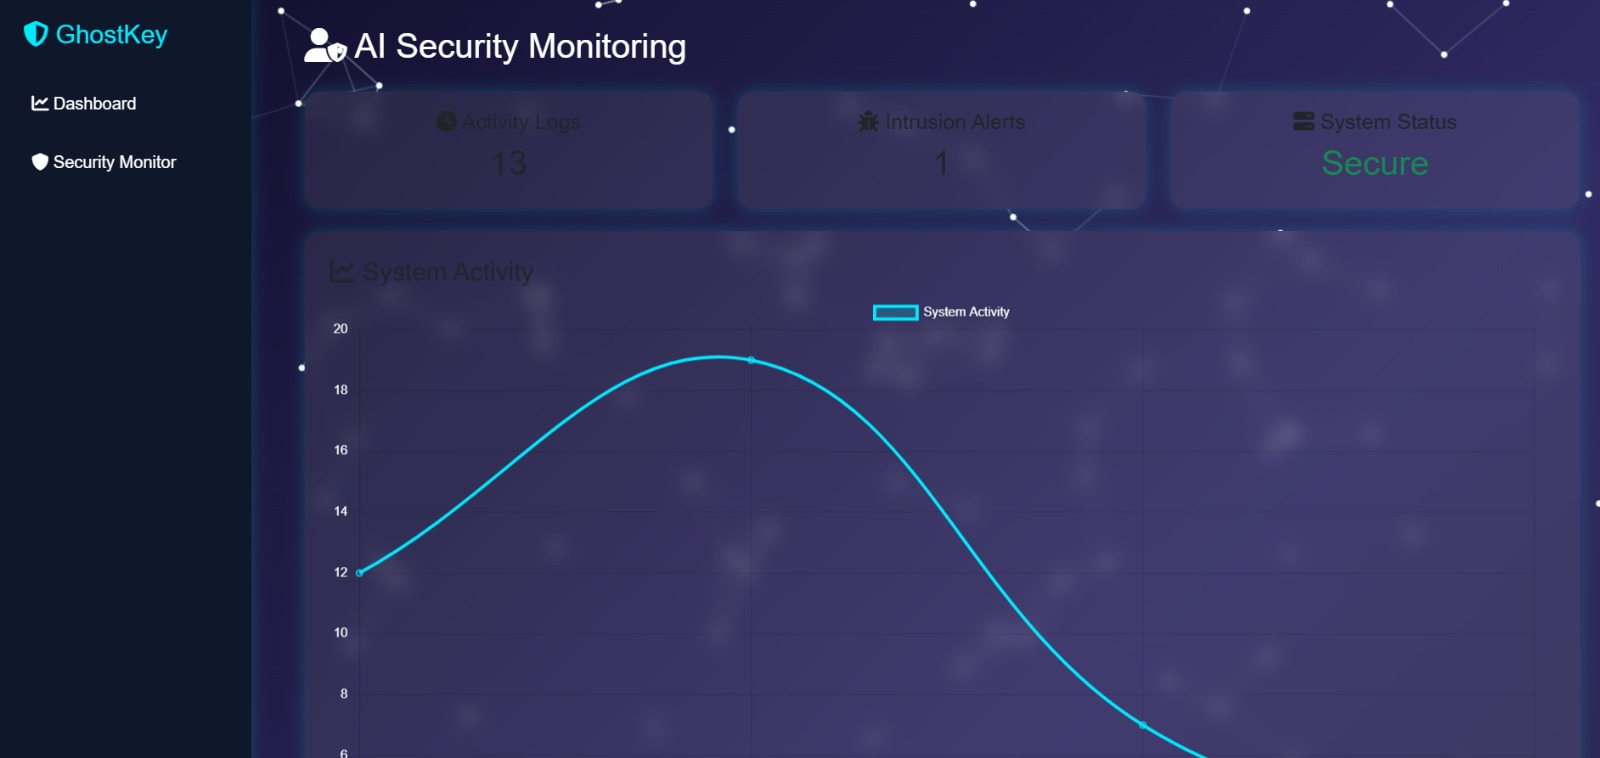 GhostKey
Dashboard
Security Monitor
AI Security Monitoring
Activity Logs
13
Intrusion Alerts
1
System Status
Secure
System Activity
System Activity
20
18
16
14
12
10
8
6